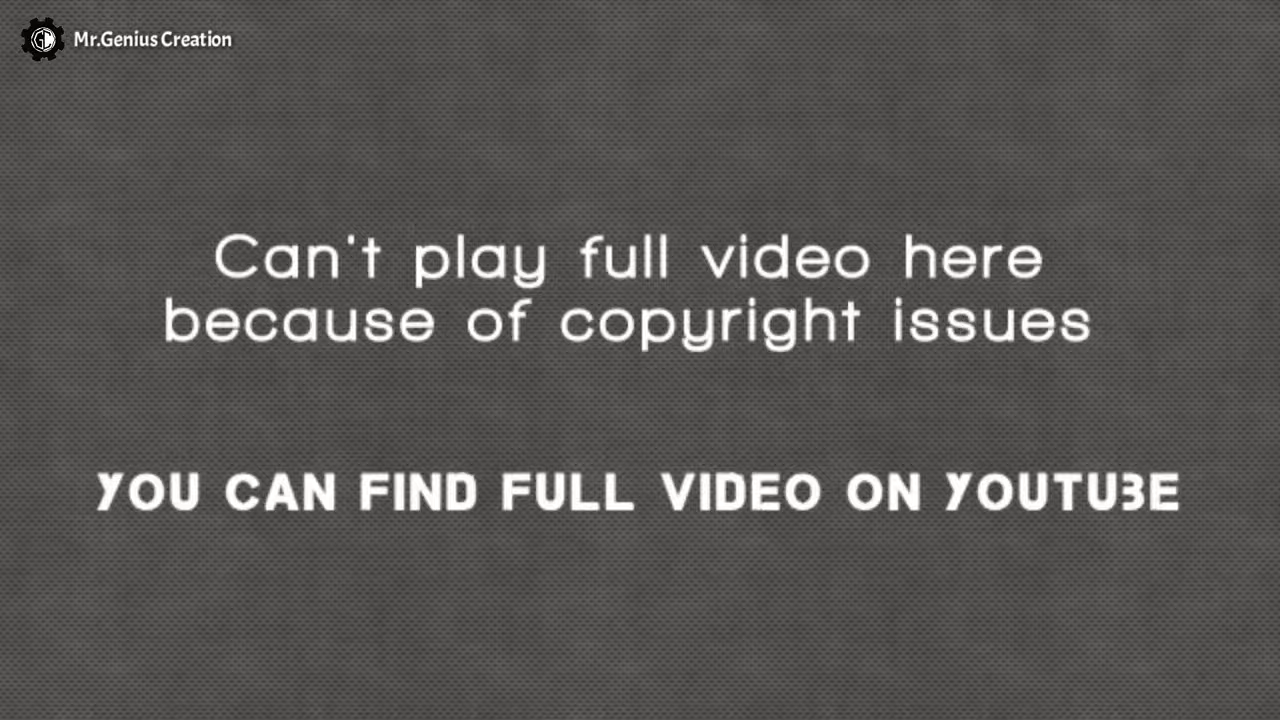 Mr.Genius Creation
Can't play full video here
because of copyright issues
YOU CAN FIND FULL VIDEO ON YOUTUBE